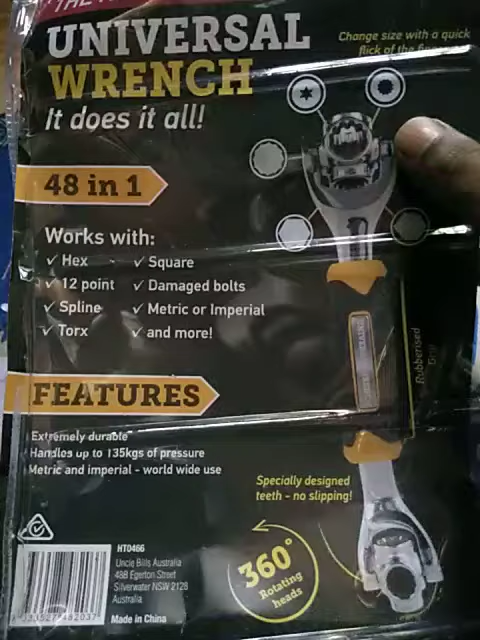 THE
UNIVERSAL
WRENCH
It does it all!
Change size with a quick
flick of the
48 in 1
Works with:
✓ Hex
✓ Square
✓ 12 point
✓ Damaged bolts
✓ Spline
✓ Metric or Imperial
✓ Torx
✓ and more!
Rubberised
Grip
FEATURES
Extremely durable
Handles up to 135kgs of pressure
Metric and imperial - world wide use
Specially designed
teeth - no slipping!
360°
Rotating
heads
HT0466
Uncle Bills Australia
48B Egerton Street
Silverwater NSW 2128
Australia
Made in China